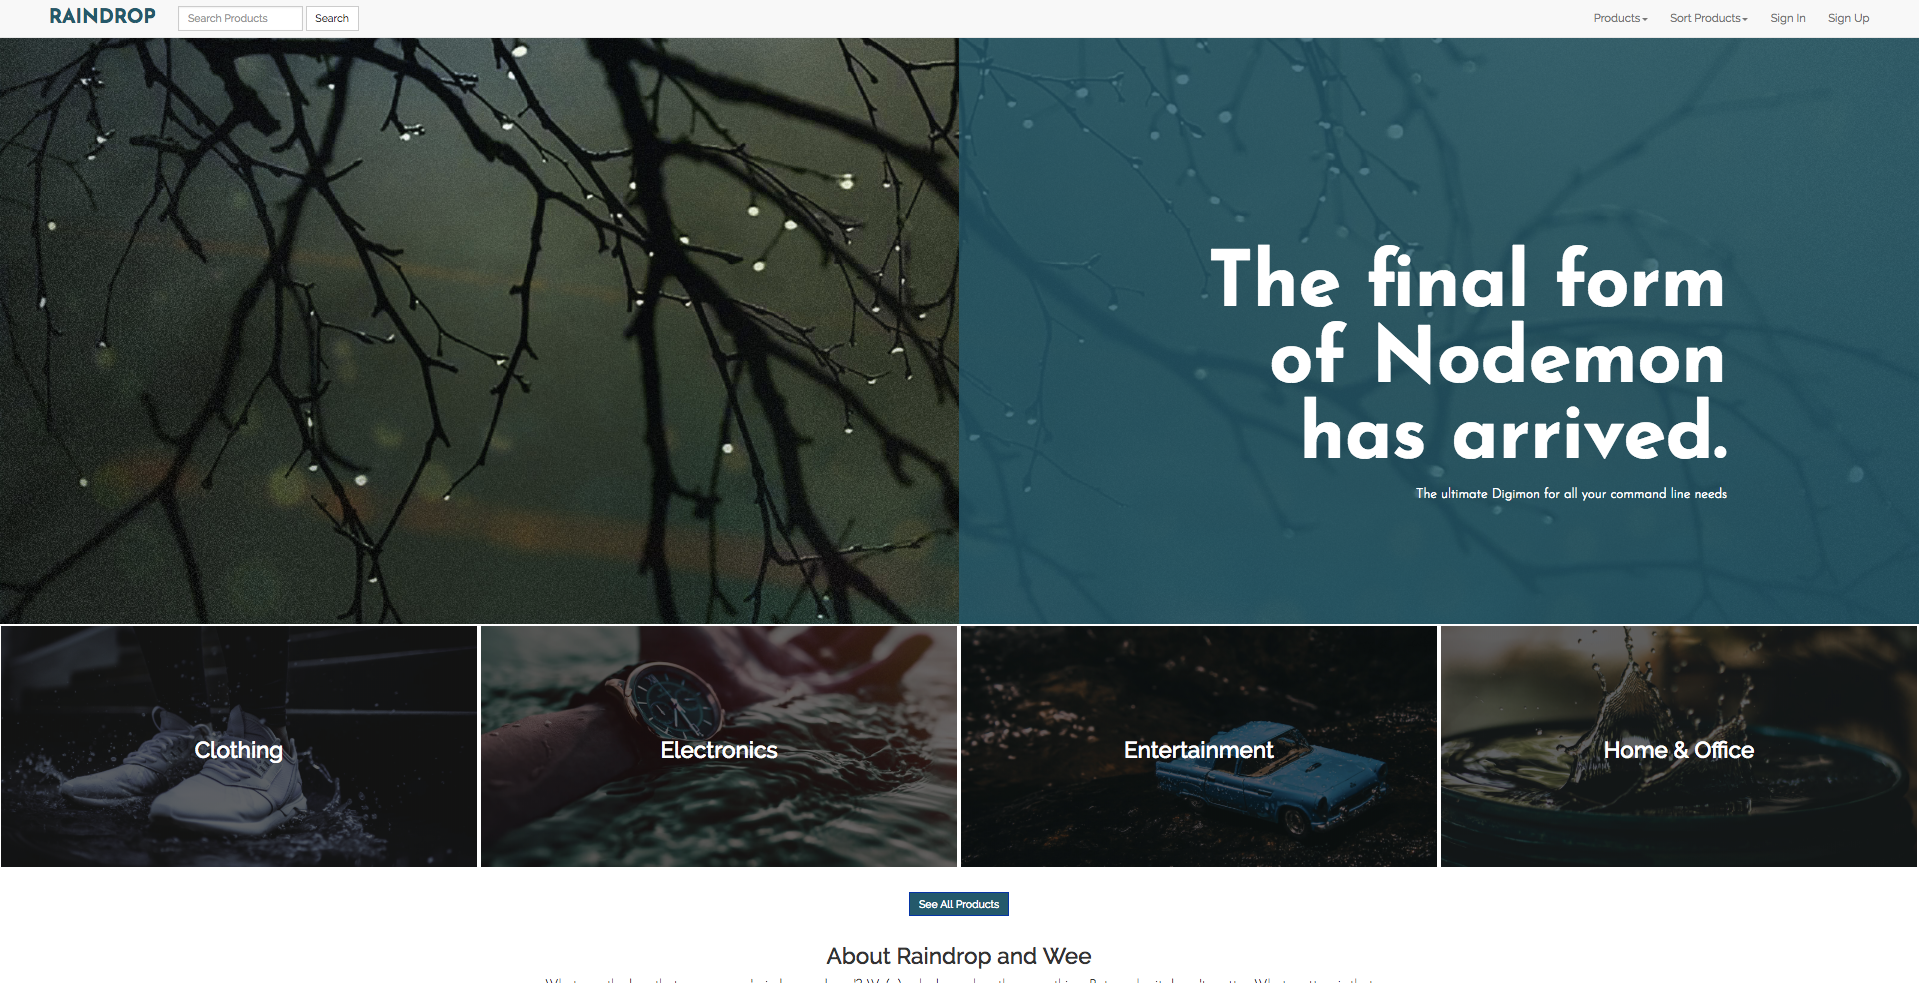 RAINDROP
Search Products
Search
Products
Sort Products
Sign In
Sign Up
The final form
of Nodemon
has arrived.
The ultimate Digimon for all your command line needs
Clothing
Electronics
Entertainment
Home & Office
See All Products
About Raindrop and Wee